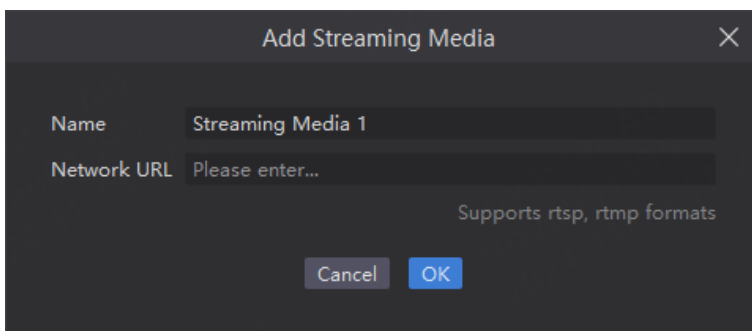 Add Streaming Media
Name Streaming Media 1
Network URL Please enter...
Supports rtsp, rtmp formats
Cancel OK